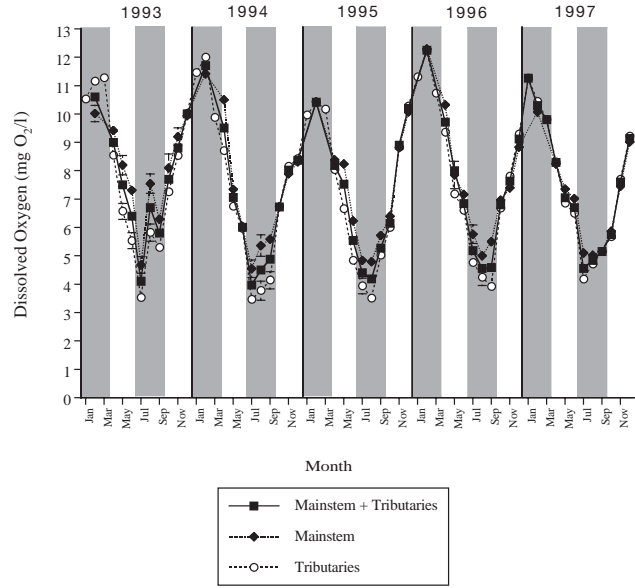 1993 1994 1995 1996 1997
13
12
11
10
9
8
7
6
5
4
3
2
1
0
Dissolved Oxygen (mg O2/l)
Jan Mar May Jul Sep Nov Jan Mar May Jul Sep Nov Jan Mar May Jul Sep Nov Jan Mar May Jul Sep Nov Jan Mar May Jul Sep Nov
Month
Mainstem + Tributaries
Mainstem
Tributaries